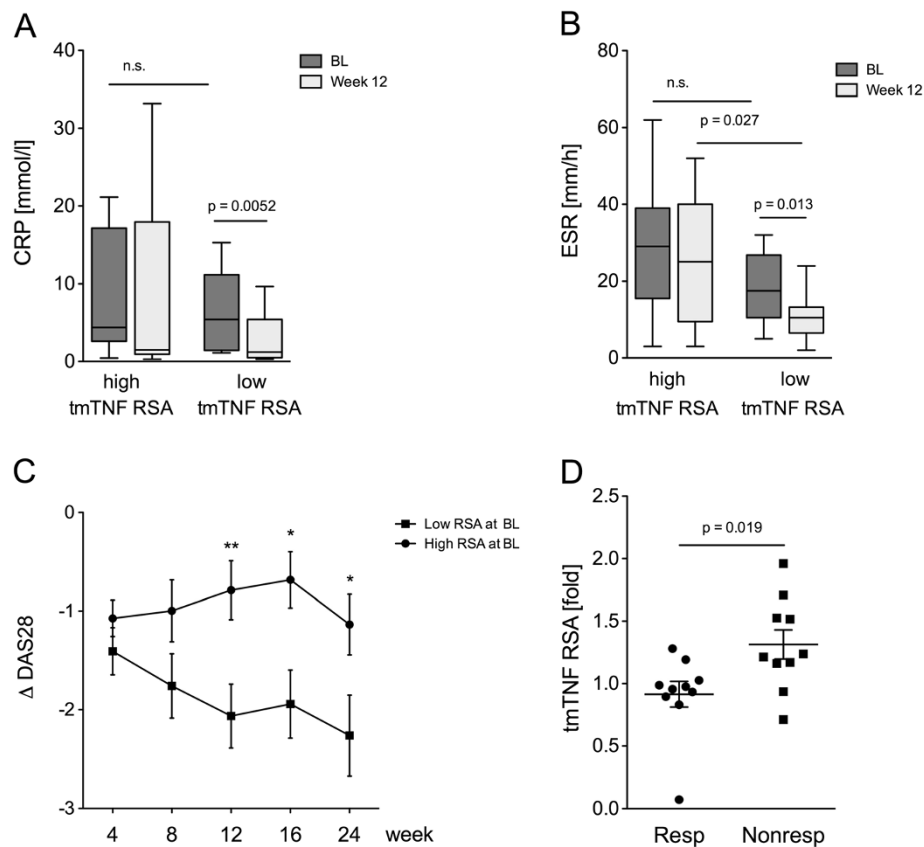 A
CRP [mmol/l]
40
30
20
10
0
n.s.
p = 0.0052
BL
Week 12
high
tmTNF RSA
low
tmTNF RSA
B
ESR [mm/h]
80
60
40
20
0
n.s.
p = 0.027
p = 0.013
BL
Week 12
high
tmTNF RSA
low
tmTNF RSA
C
Δ DAS28
-0
-1
-2
-3
**
*
*
Low RSA at BL
High RSA at BL
4 8 12 16 24 week
D
tmTNF RSA [fold]
2.5
2.0
1.5
1.0
0.5
0.0
p = 0.019
Resp Nonresp